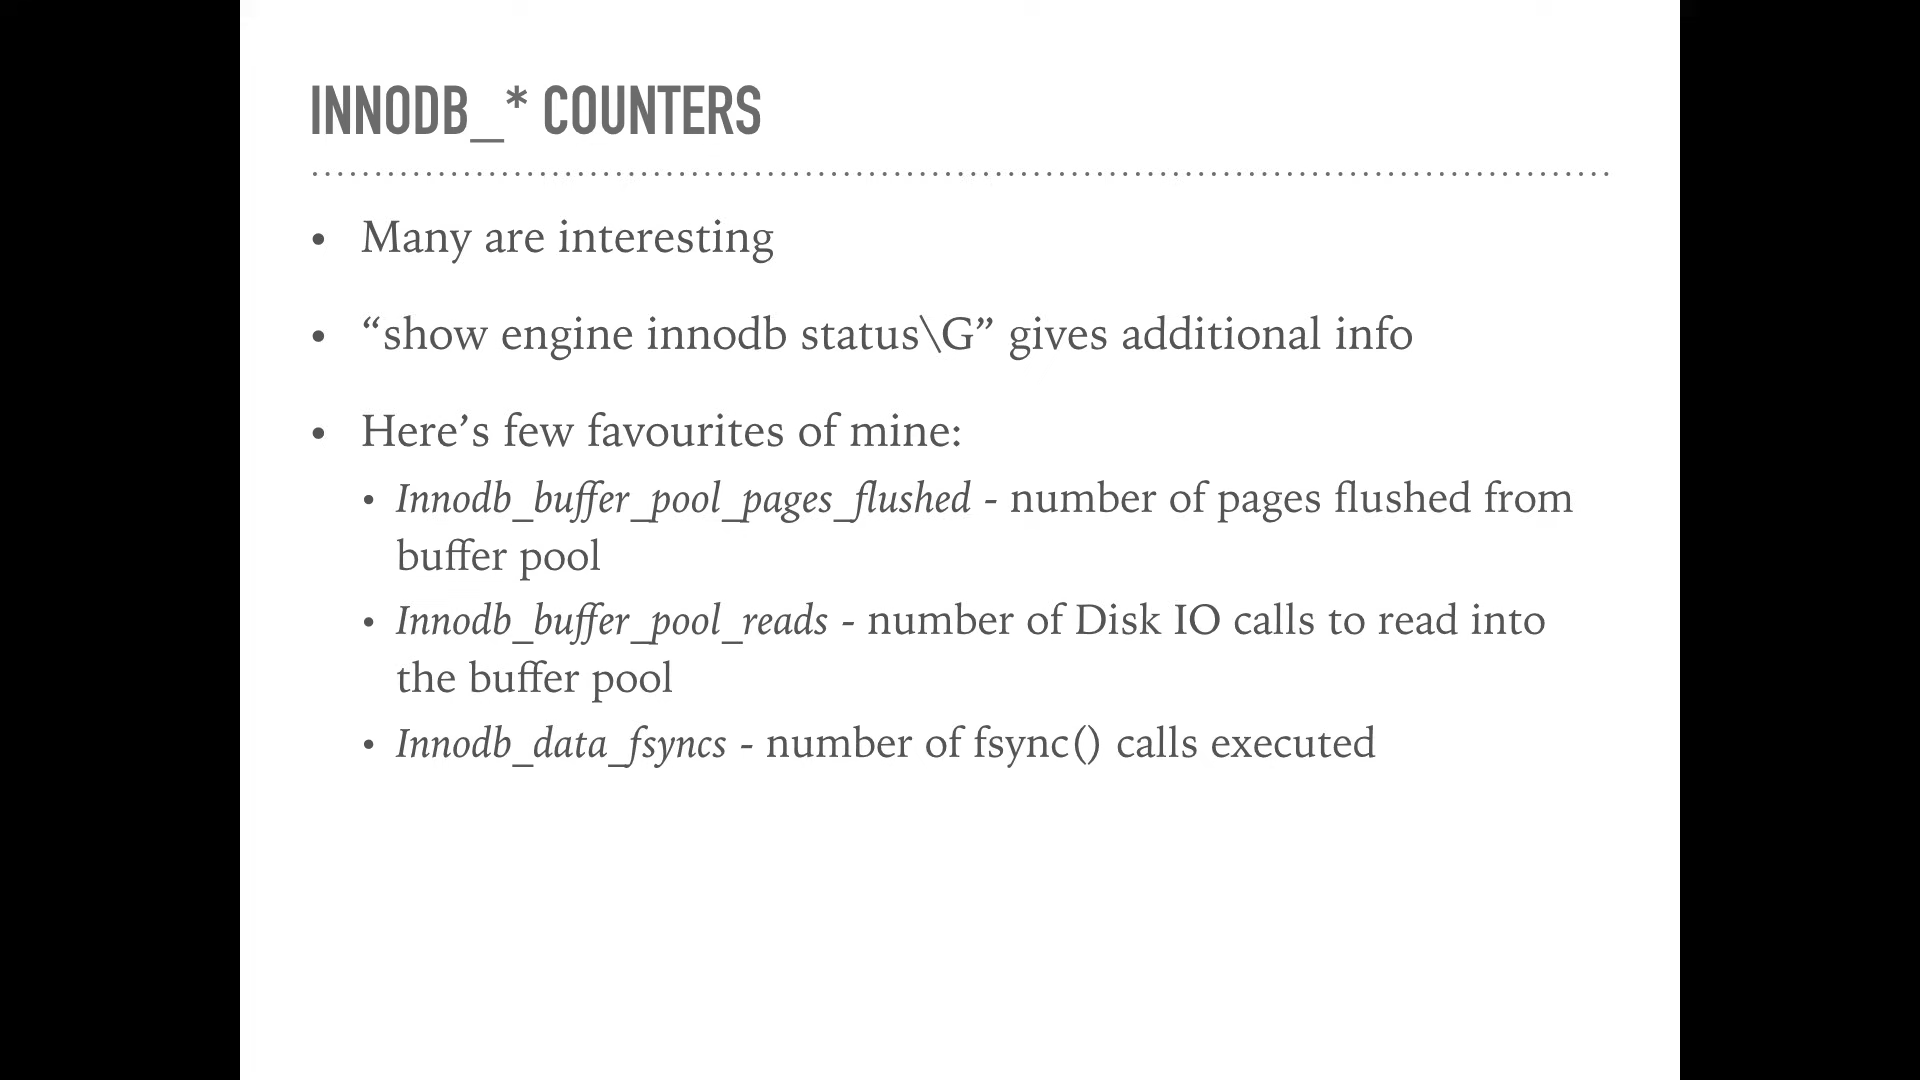 INNODB_* COUNTERS
• Many are interesting
• “show engine innodb status\G” gives additional info
• Here’s few favourites of mine:
• Innodb_buffer_pool_pages_flushed - number of pages flushed from
buffer pool
• Innodb_buffer_pool_reads - number of Disk IO calls to read into
the buffer pool
• Innodb_data_fsyncs - number of fsync() calls executed